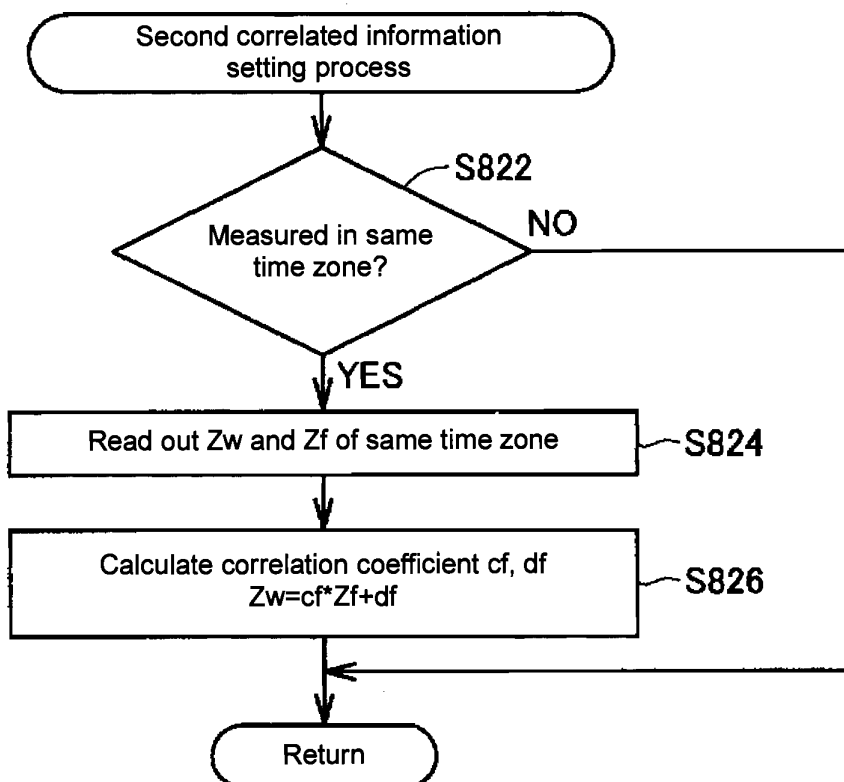 Second correlated information
setting process
S822
Measured in same
time zone?
NO
YES
Read out Zw and Zf of same time zone
S824
Calculate correlation coefficient cf, df
Zw=cf*Zf+df
S826
Return